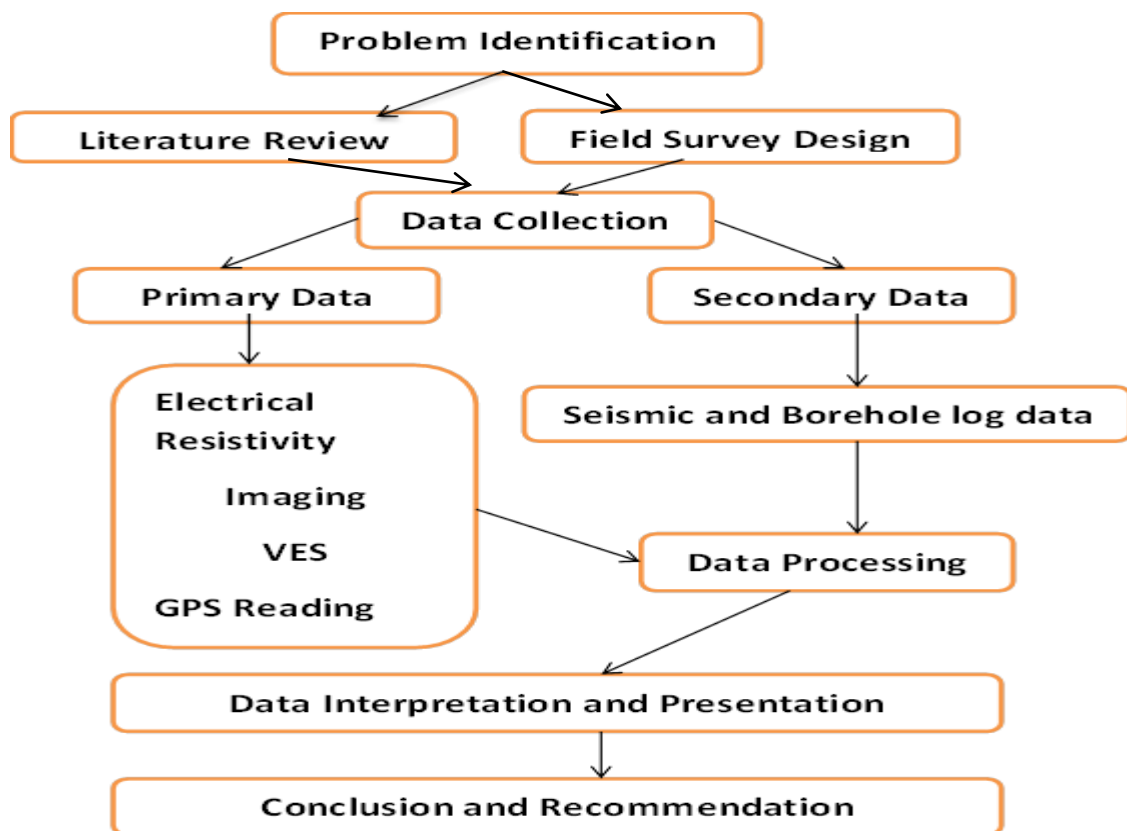 Problem Identification
Literature Review
Field Survey Design
Data Collection
Primary Data
Secondary Data
Electrical
Resistivity
Imaging
VES
GPS Reading
Seismic and Borehole log data
Data Processing
Data Interpretation and Presentation
Conclusion and Recommendation